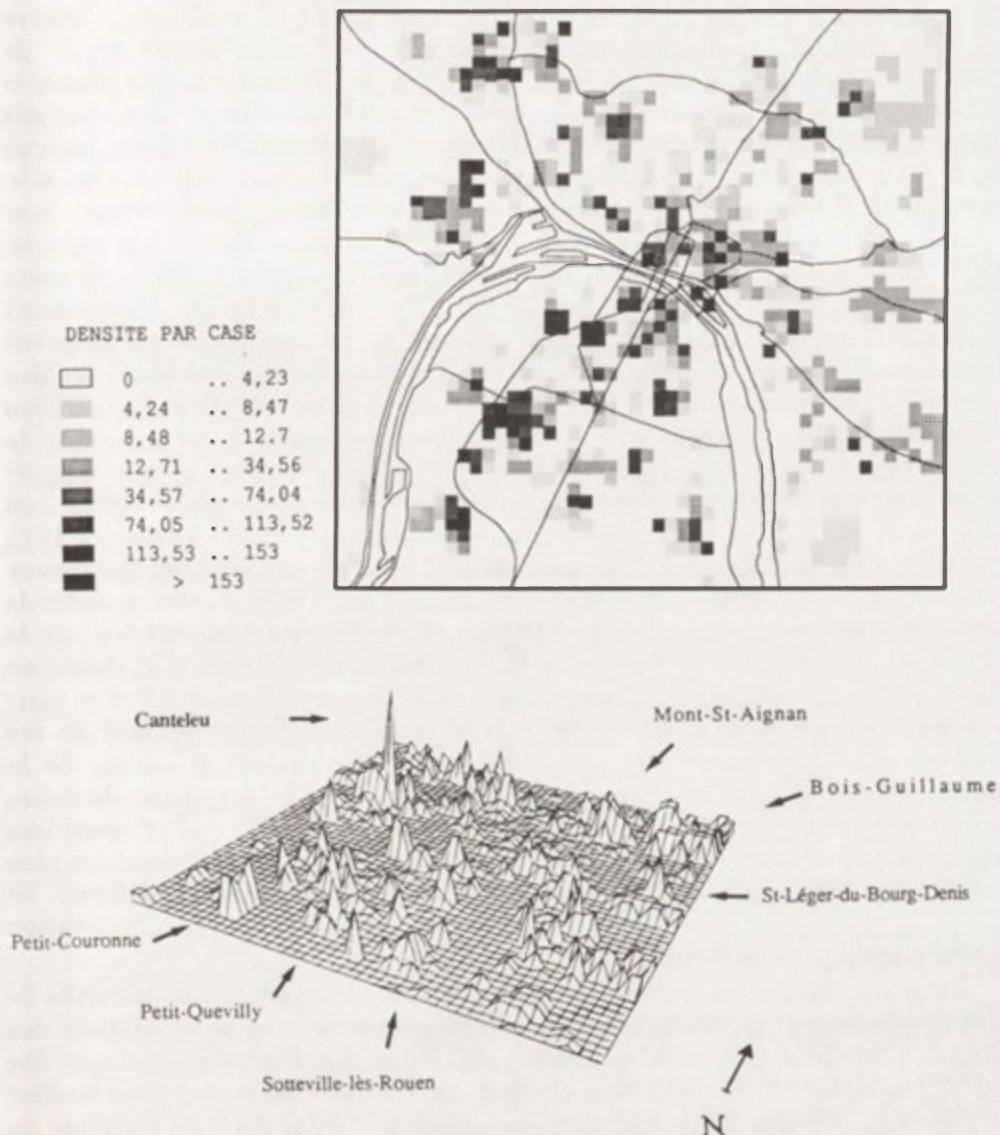 DENSITE PAR CASE
0 .. 4,23
4,24 .. 8,47
8,48 .. 12.7
12,71 .. 34,56
34,57 .. 74,04
74,05 .. 113,52
113,53 .. 153
> 153
Canteleu
Mont-St-Aignan
Bois-Guillaume
St-Léger-du-Bourg-Denis
Petit-Couronne
Petit-Quevilly
Sotteville-lès-Rouen
N